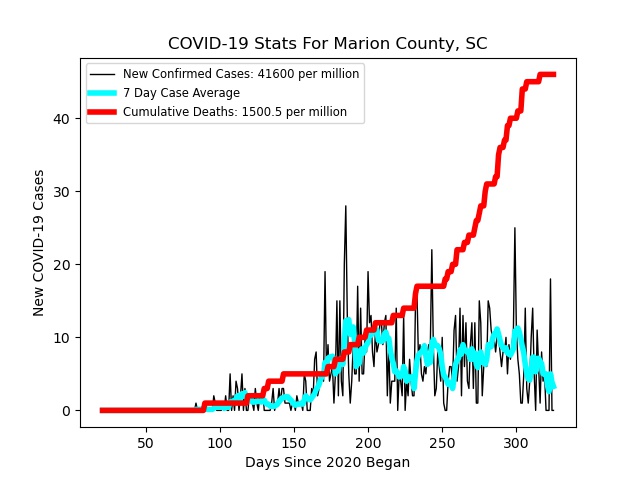 COVID-19 Stats For Marion County, SC
New Confirmed Cases: 41600 per million
7 Day Case Average
Cumulative Deaths: 1500.5 per million
New COVID-19 Cases
40
30
20
10
0
50 100 150 200 250 300
Days Since 2020 Began